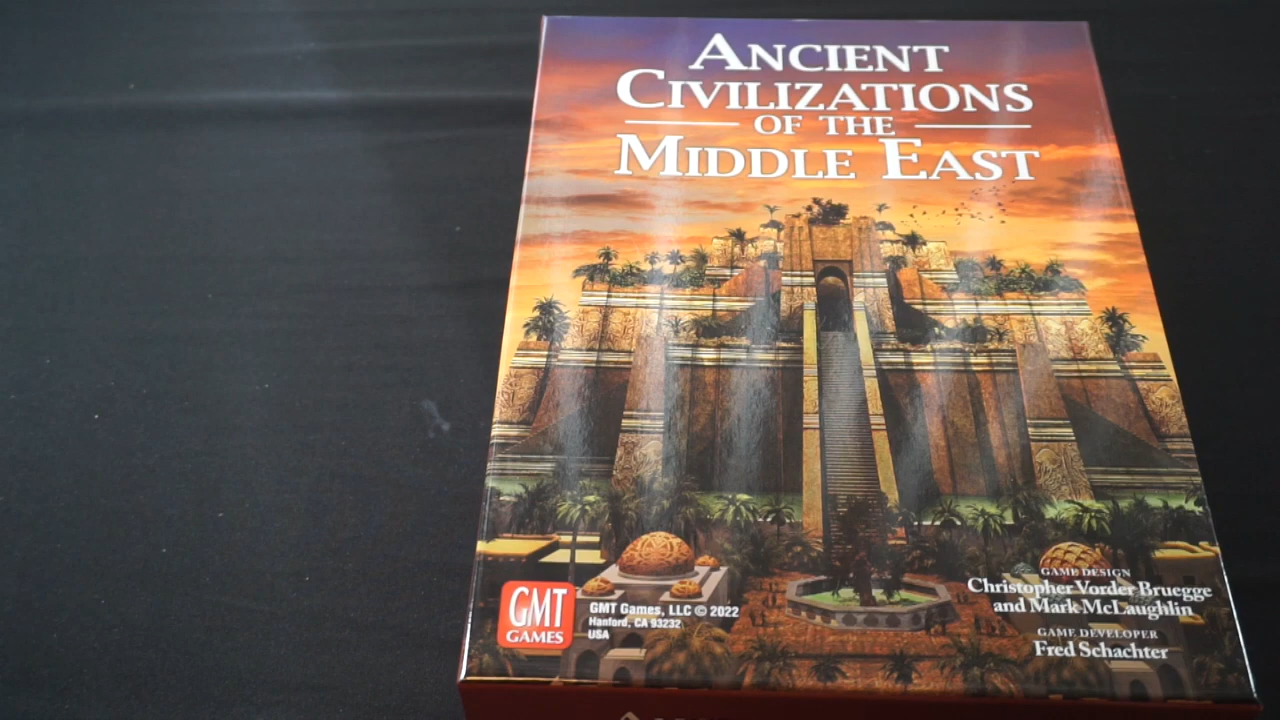 ANCIENT
CIVILIZATIONS
OF THE
MIDDLE EAST
GMT
GAMES
GMT Games, LLC © 2022
Hanford, CA 93232
USA
GAME DESIGN
Christopher Vorder Bruegge
and Mark McLaughlin
GAME DEVELOPER
Fred Schachter